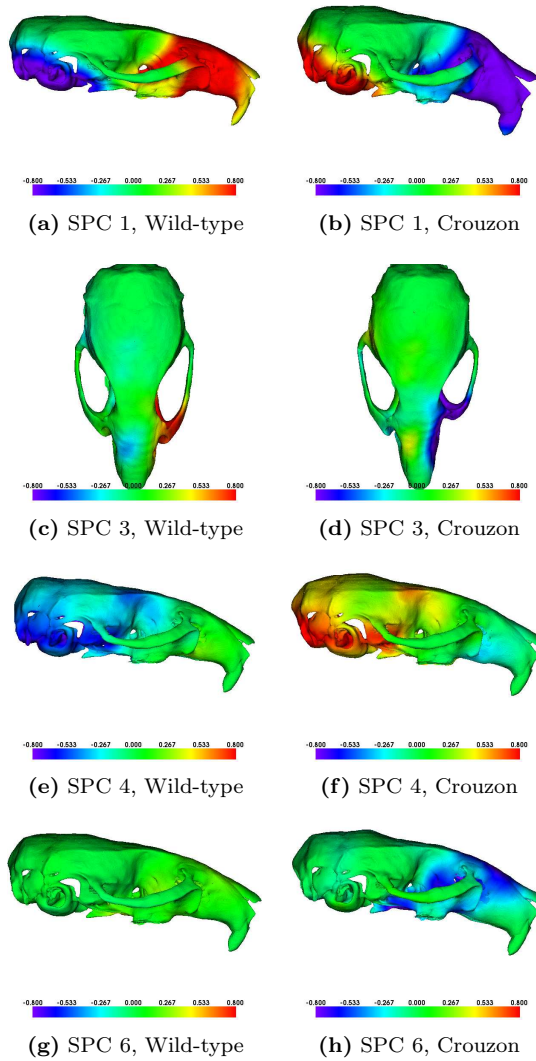 -0.800 -0.533 -0.267 0.000 0.267 0.533 0.800
-0.800 -0.533 -0.267 0.000 0.267 0.533 0.800
(a) SPC 1, Wild-type
(b) SPC 1, Crouzon
-0.800 -0.533 -0.267 0.000 0.267 0.533 0.800
-0.800 -0.533 -0.267 0.000 0.267 0.533 0.800
(c) SPC 3, Wild-type
(d) SPC 3, Crouzon
-0.800 -0.533 -0.267 0.000 0.267 0.533 0.800
-0.800 -0.533 -0.267 0.000 0.267 0.533 0.800
(e) SPC 4, Wild-type
(f) SPC 4, Crouzon
-0.800 -0.533 -0.267 0.000 0.267 0.533 0.800
-0.800 -0.533 -0.267 0.000 0.267 0.533 0.800
(g) SPC 6, Wild-type
(h) SPC 6, Crouzon